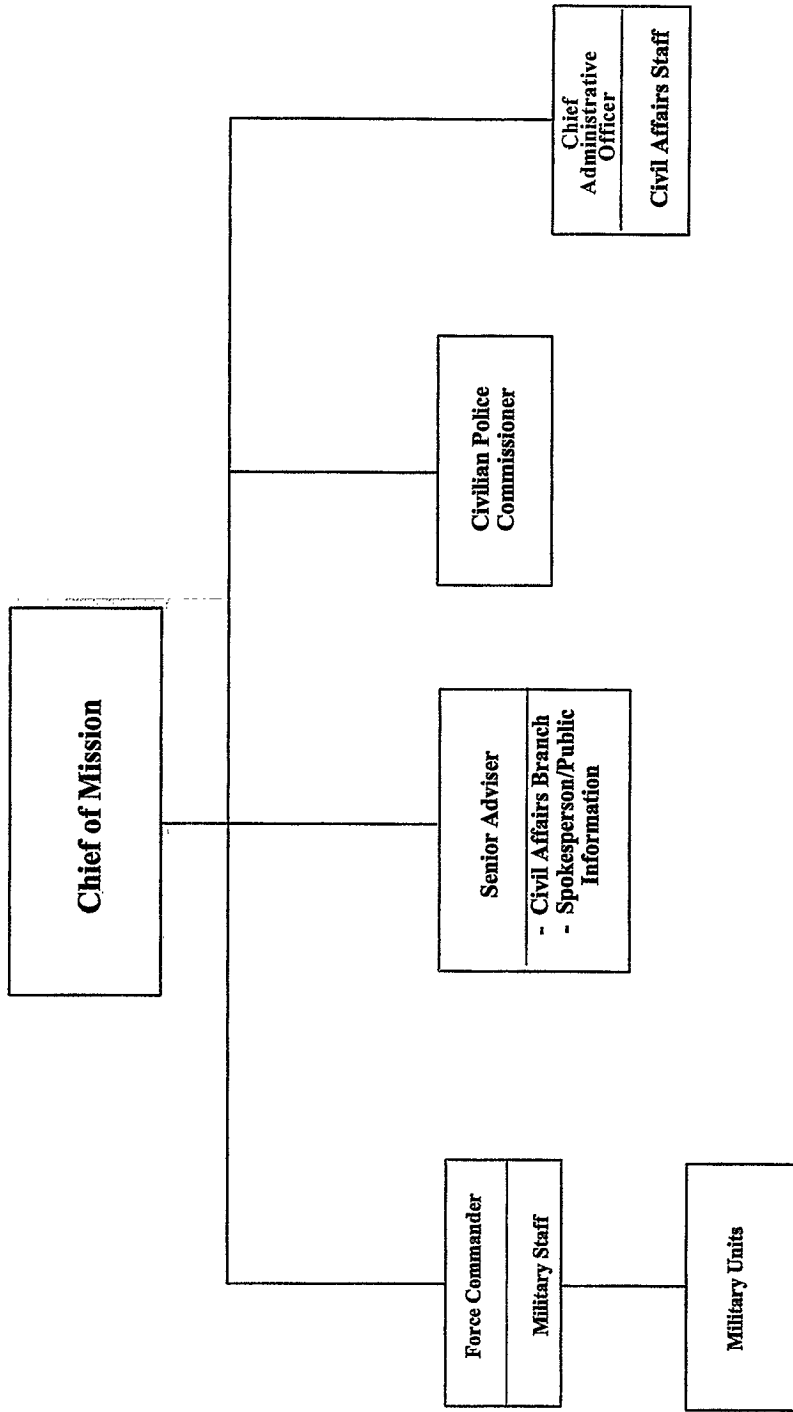 Chief of Mission
Force Commander
Military Staff
Military Units
Senior Adviser
- Civil Affairs Branch
- Spokesperson/Public
Information
Civilian Police
Commissioner
Chief
Administrative
Officer
Civil Affairs Staff